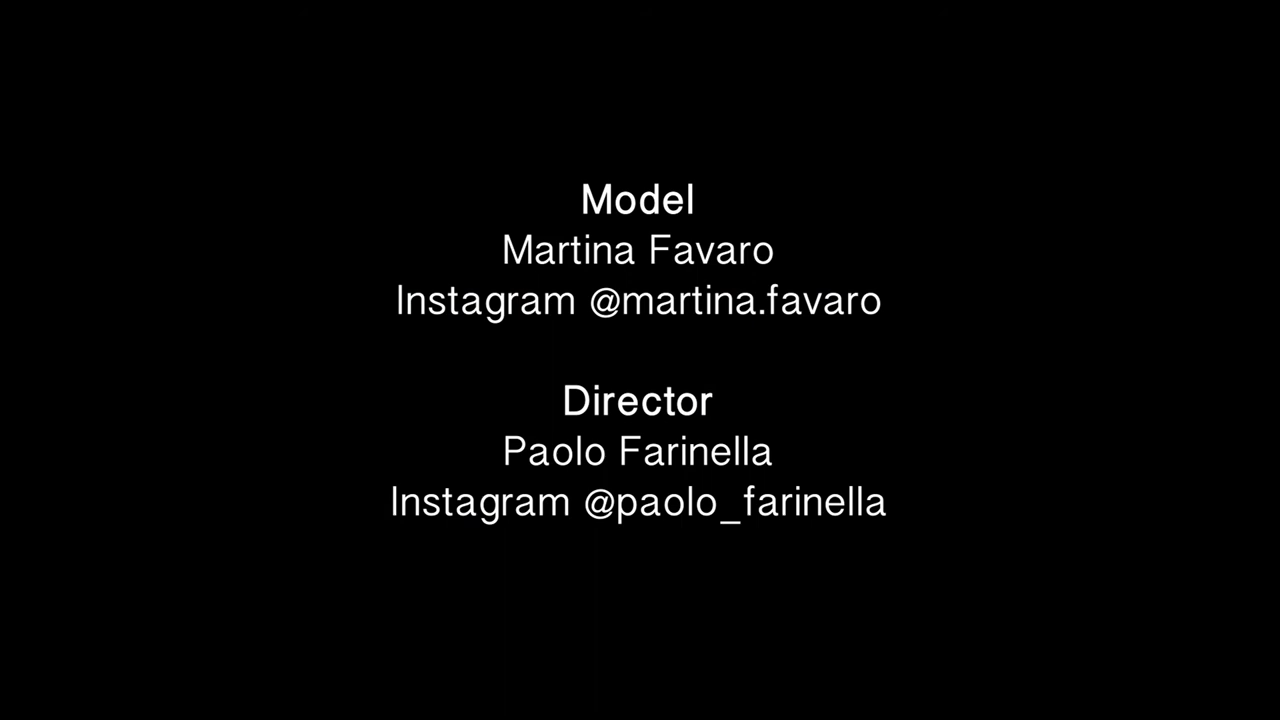 Model
Martina Favaro
Instagram @martina.favaro
Director
Paolo Farinella
Instagram @paolo_farinella